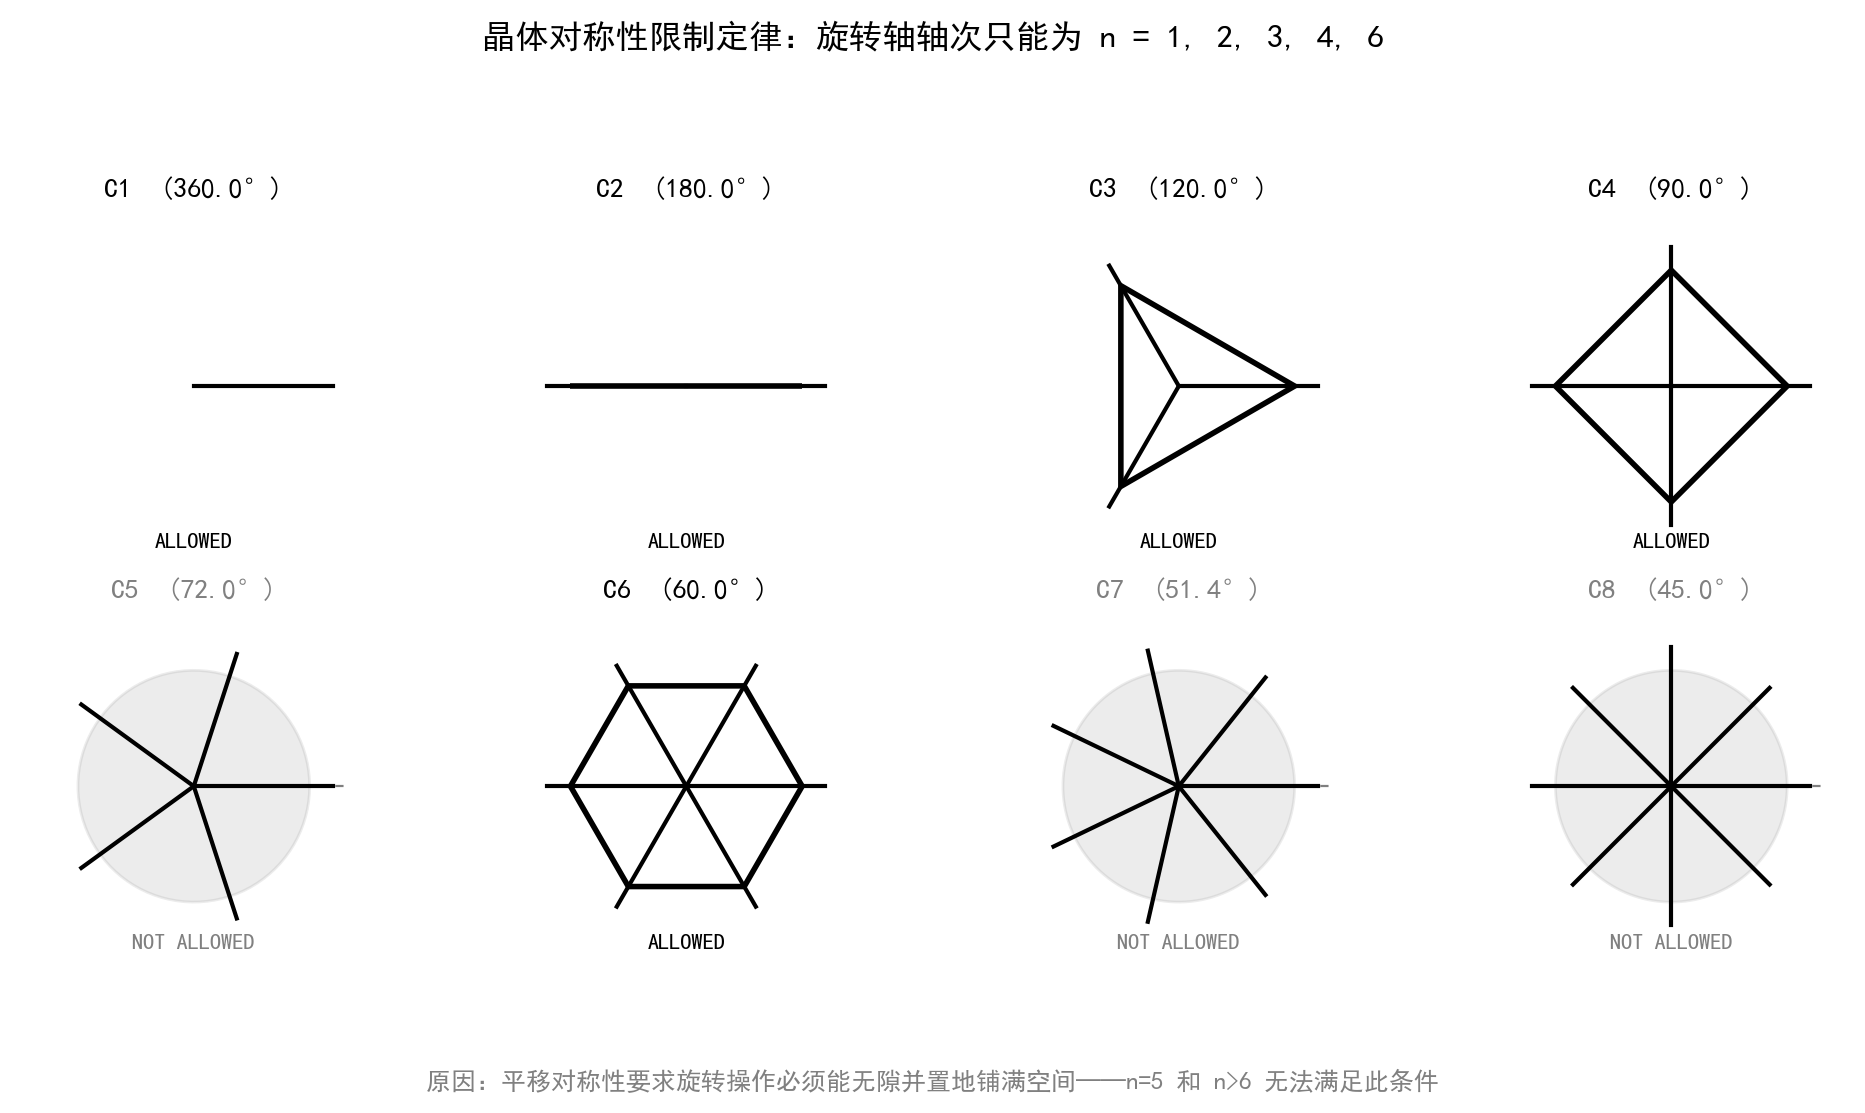 晶体对称性限制定律：旋转轴轴次只能为 n = 1, 2, 3, 4, 6
C1 （360.0°）
C2 （180.0°）
C3 （120.0°）
C4 （90.0°）
ALLOWED
ALLOWED
ALLOWED
ALLOWED
C5 （72.0°）
C6 （60.0°）
C7 （51.4°）
C8 （45.0°）
NOT ALLOWED
ALLOWED
NOT ALLOWED
NOT ALLOWED
原因：平移对称性要求旋转操作必须能无隙并置地铺满空间——n=5 和 n>6 无法满足此条件